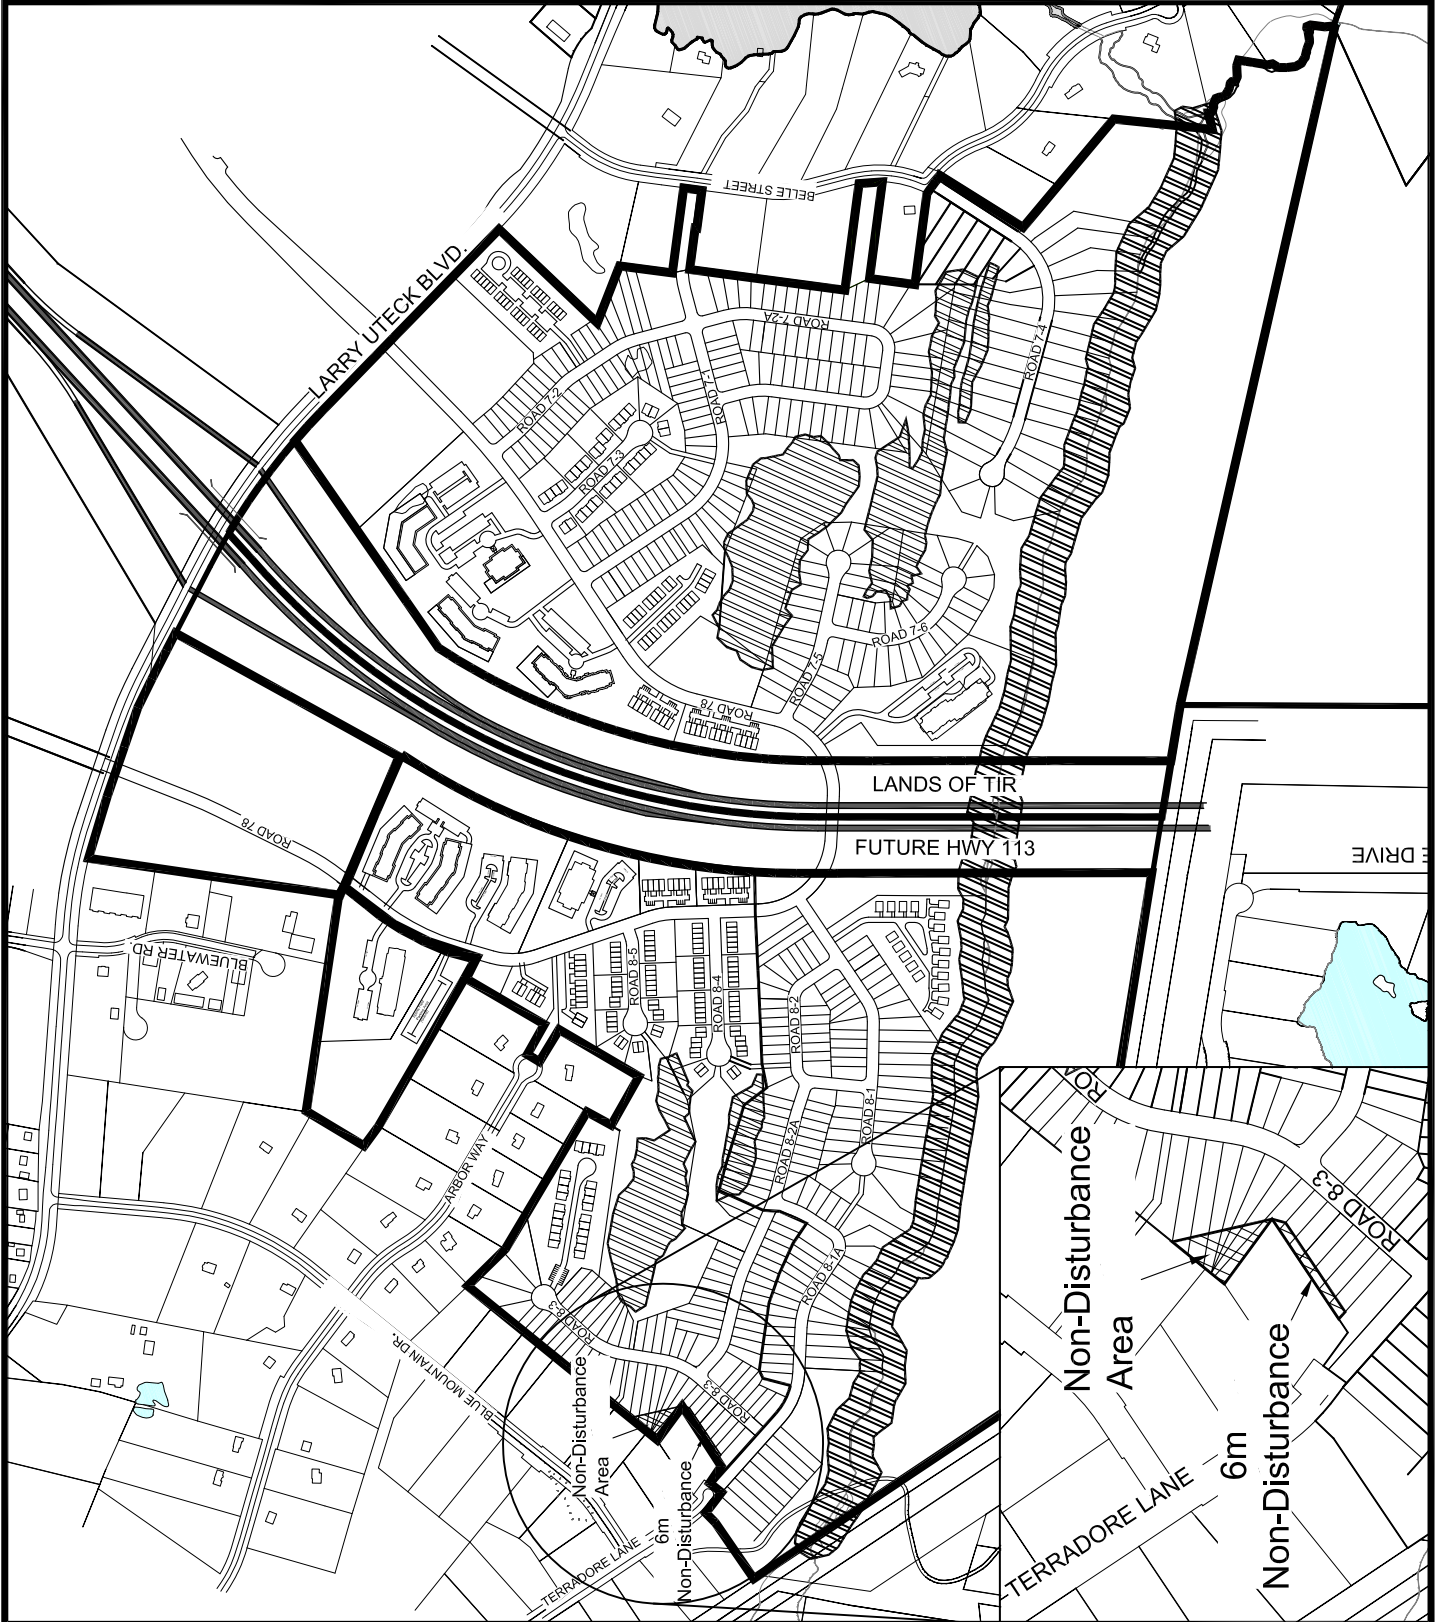 BELLE STREET
LARRY UTECK BLVD.
ROAD 7-2A
ROAD 7-4
ROAD 7-2
ROAD 7-1
ROAD 7-3
ROAD 7-6
ROAD 7-5
ROAD 78
LANDS OF TIR
FUTURE HWY 113
ROAD 78
E DRIVE
BLUEWATER RD
ROAD 8-5
ROAD 8-4
ROAD 8-2
ROAD 8-1
ROAD 8-2A
ARBOR WAY
ROAD 8-1A
ROAD 8-3
BLUE MOUNTAIN DR.
ROAD 8-3
Non-Disturbance
Area
6m
Non-Disturbance
TERRADORE LANE
ROA
Non-Disturbance
Area
ROAD 8-3
6m
Non-Disturbance
TERRADORE LANE